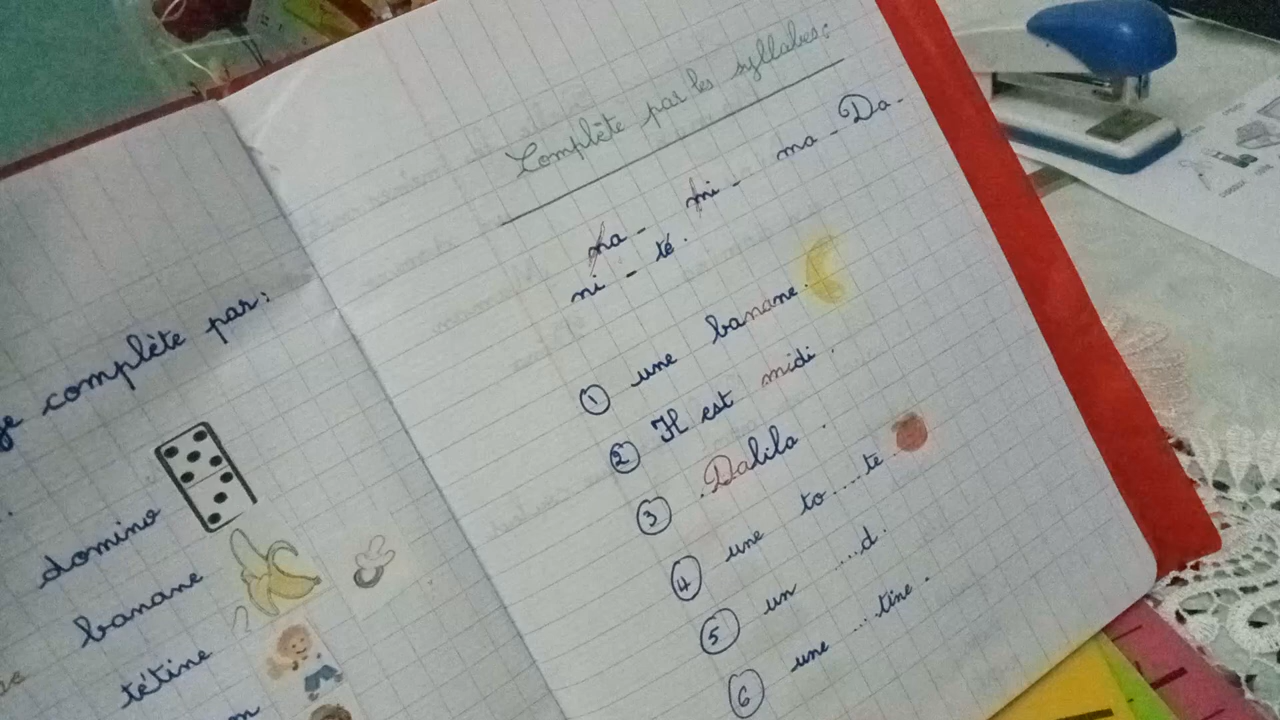 je complète par:
domino
banane
tétine
Complète par les syllabes:
na - mi - ma - Da -
ni - té.
① une banane.
② Il est midi.
③ Dalila.
④ une to....te.
⑤ un ...d.
⑥ une ...tine.